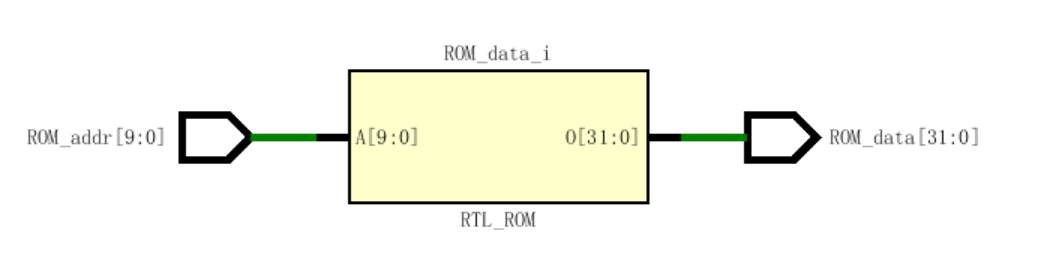 ROM_data_i
ROM_addr[9:0]
A[9:0]
O[31:0]
ROM_data[31:0]
RTL_ROM